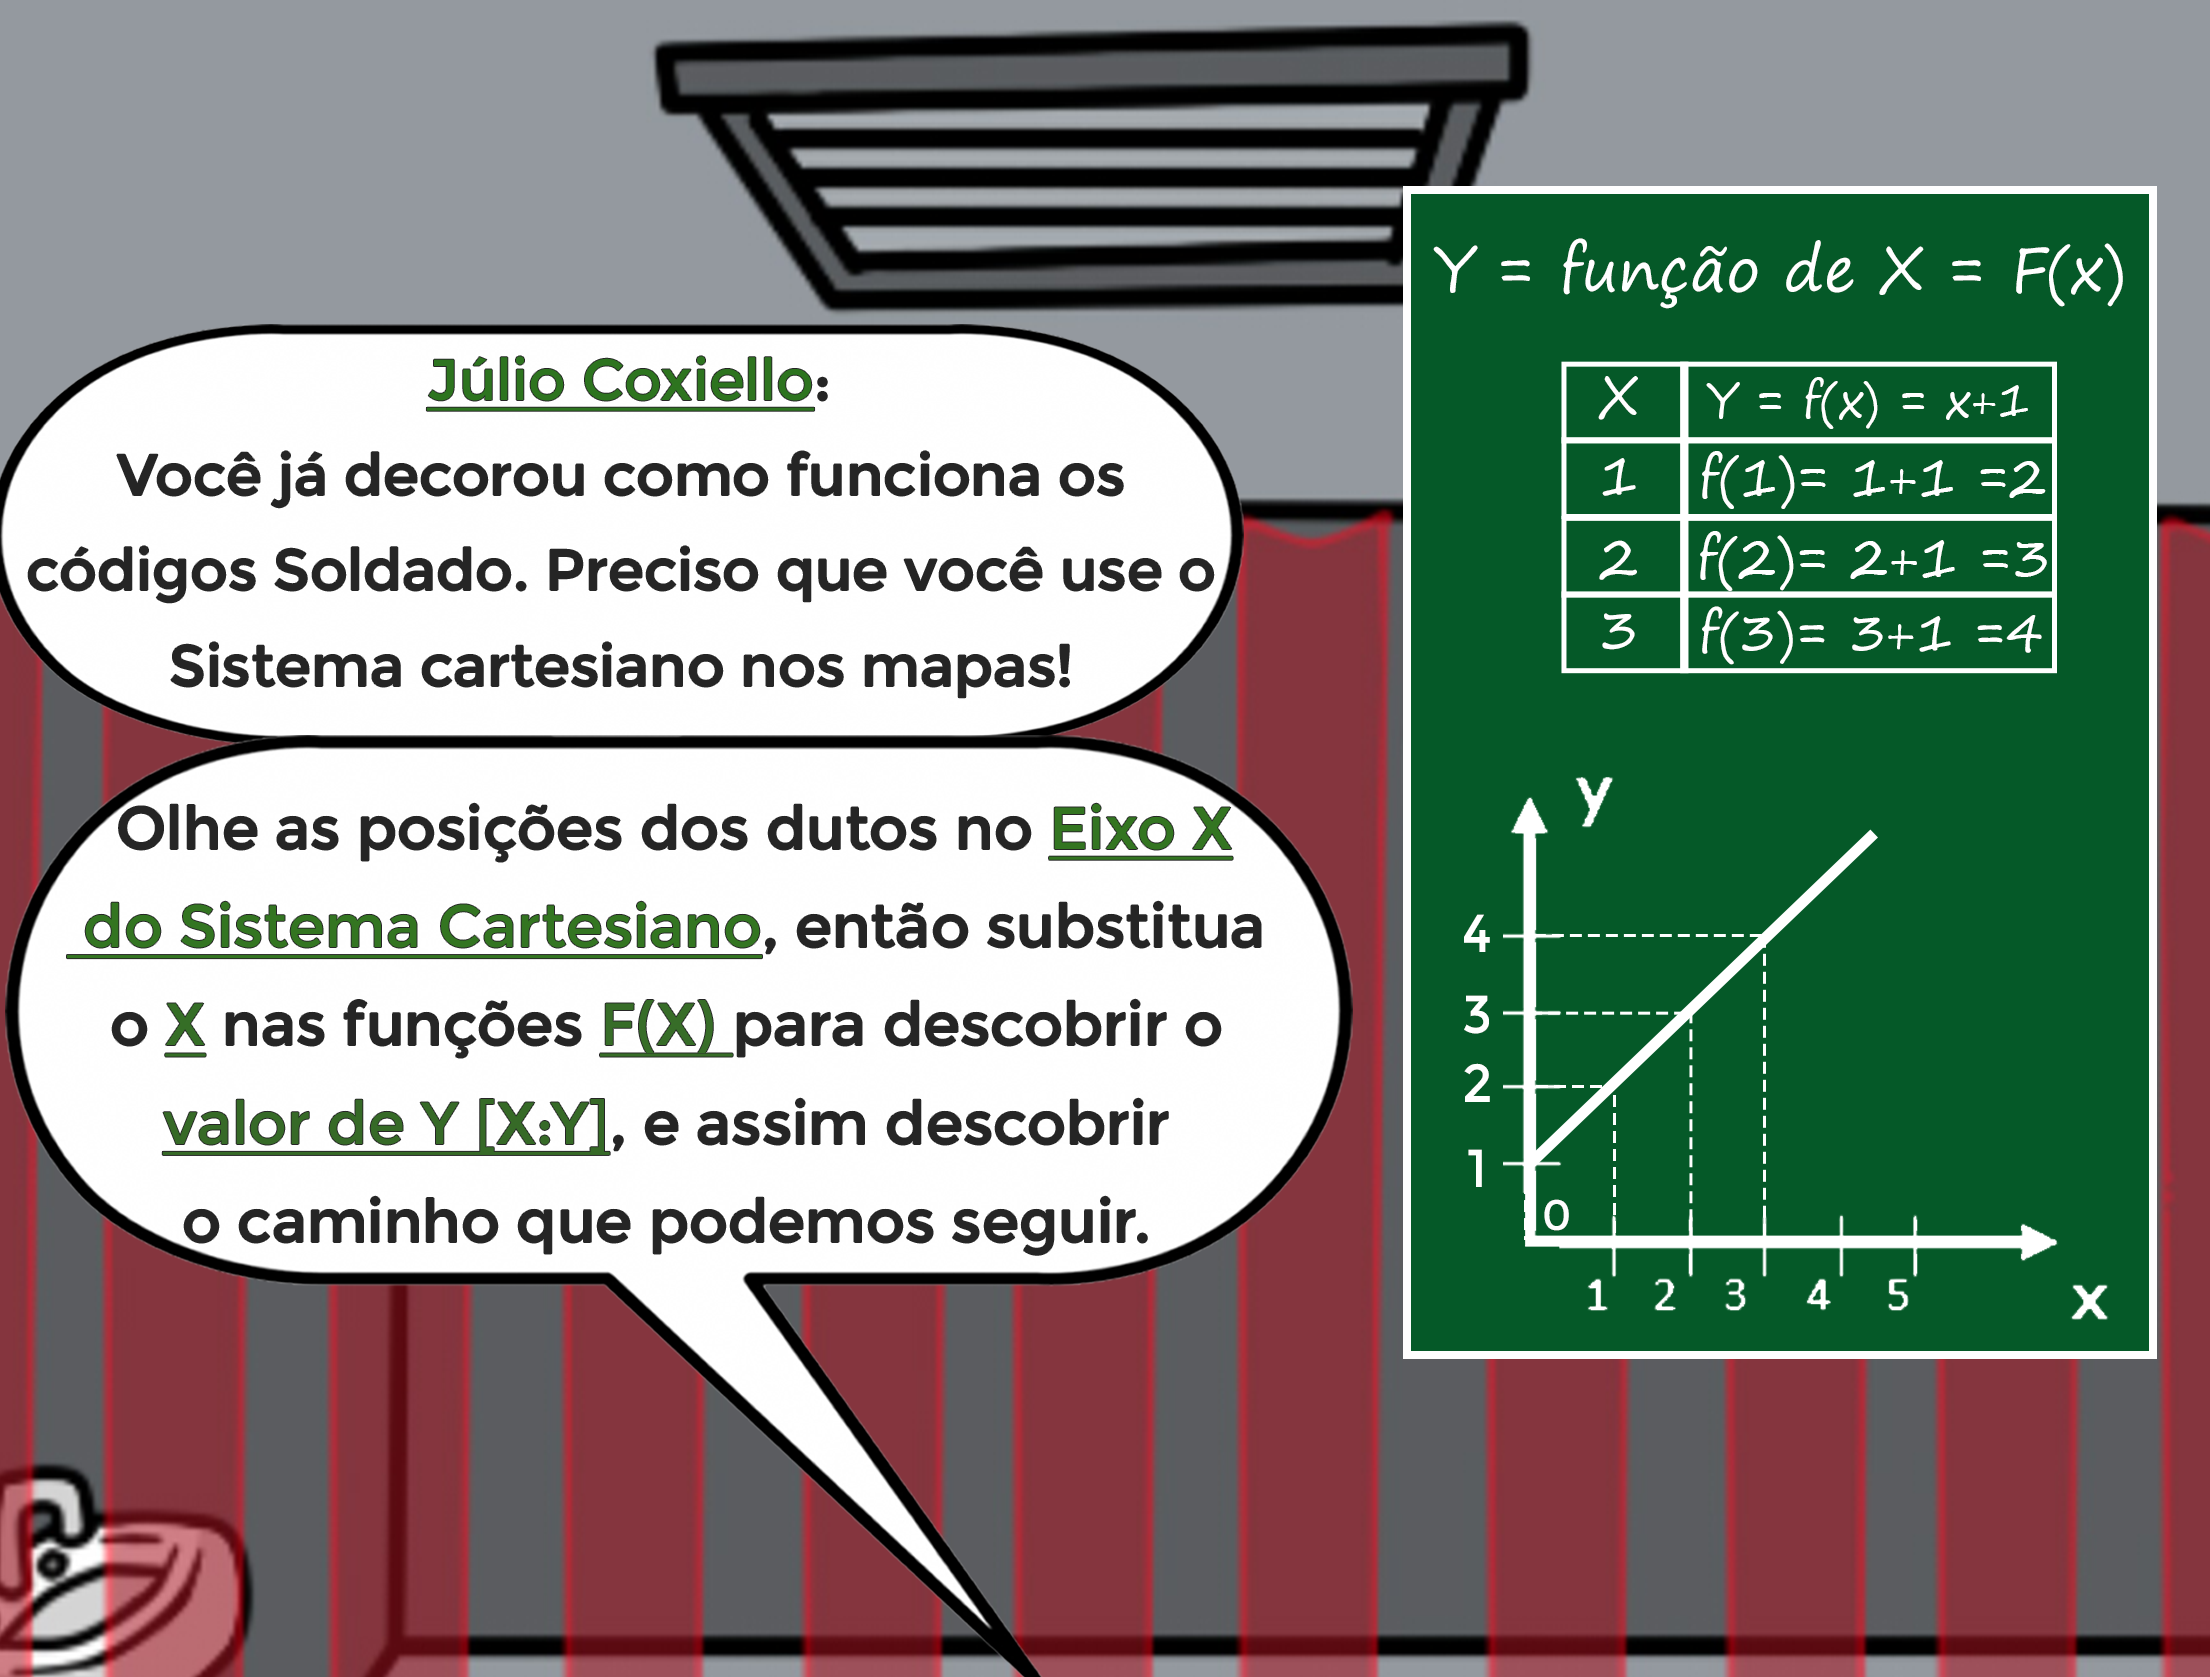 Júlio Coxiello:
Você já decorou como funciona os
códigos Soldado. Preciso que você use o
Sistema cartesiano nos mapas!
Olhe as posições dos dutos no Eixo X
do Sistema Cartesiano, então substitua
o X nas funções F(X) para descobrir o
valor de Y [X:Y], e assim descobrir
o caminho que podemos seguir.
Y = função de X = F(x)
X Y = f(x) = x+1
1 f(1)= 1+1 =2
2 f(2)= 2+1 =3
3 f(3)= 3+1 =4
y
4
3
2
1
0
1 2 3 4 5
x